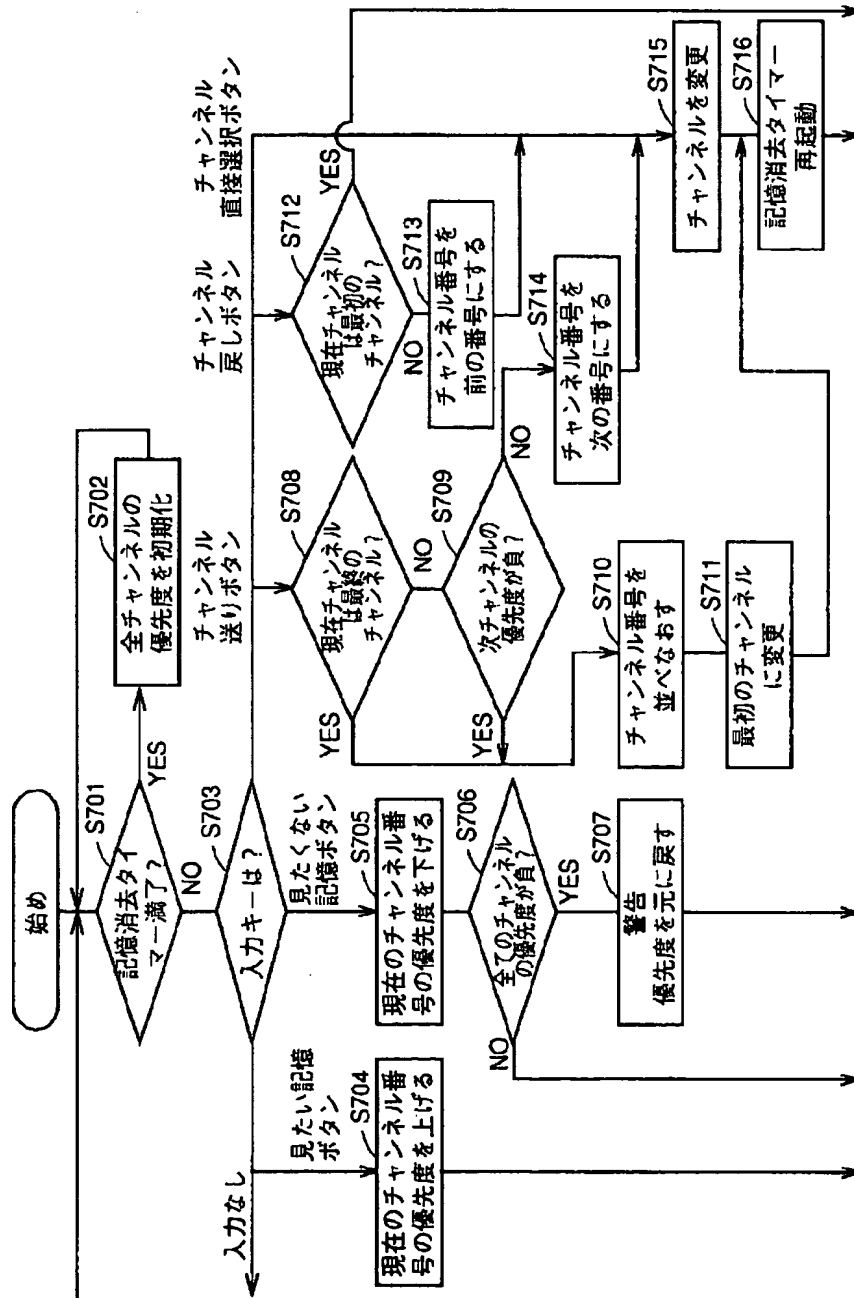 始め
S701
記憶消去タイ
マー満了？
YES
NO
S702
全チャンネルの
優先度を初期化
S703
入力キーは？
入力なし
見たい記憶
ボタン
S704
現在のチャンネル番
号の優先度を上げる
見たくない
記憶ボタン
S705
現在のチャンネル番
号の優先度を下げる
S706
全てのチャンネル
の優先度が負？
NO
YES
S707
警告
優先度を元に戻す
チャンネル
送りボタン
S708
現在チャンネル
は最終の
チャンネル？
YES
NO
S709
次チャンネルの
優先度が負？
YES
NO
S710
チャンネル番号を
並べなおす
S711
最初のチャンネル
に変更
チャンネル
戻しボタン
S712
現在チャンネル
は最初の
チャンネル？
YES
NO
S713
チャンネル番号を
前の番号にする
S714
チャンネル番号を
次の番号にする
チャンネル
直接選択ボタン
S715
チャンネルを変更
S716
記憶消去タイマー
再起動